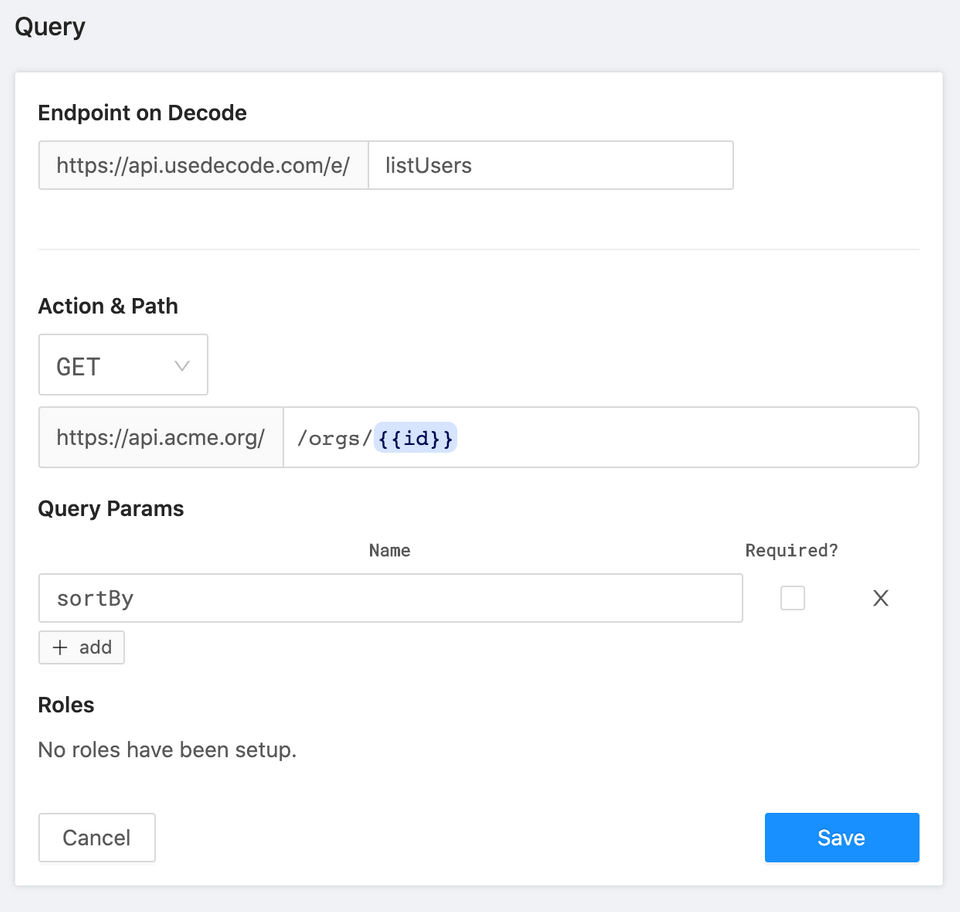 Query
Endpoint on Decode
https://api.usedecode.com/e/ listUsers
Action & Path
GET
https://api.acme.org/ /orgs/{{id}}
Query Params
Name Required?
sortBy X
+ add
Roles
No roles have been setup.
Cancel Save